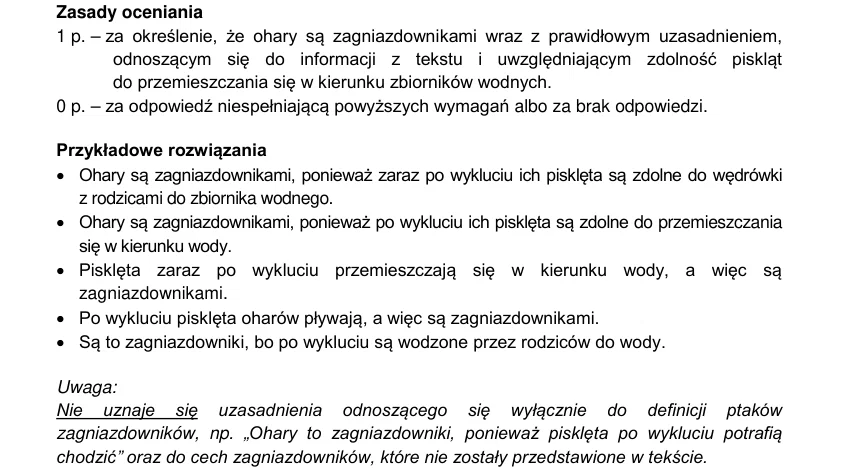 Zasady oceniania
1 p. – za określenie, że ohary są zagniazdownikami wraz z prawidłowym uzasadnieniem,
odnoszącym się do informacji z tekstu i uwzględniającym zdolność piskląt
do przemieszczania się w kierunku zbiorników wodnych.
0 p. – za odpowiedź niespełniającą powyższych wymagań albo za brak odpowiedzi.
Przykładowe rozwiązania
• Ohary są zagniazdownikami, ponieważ zaraz po wykluciu ich pisklęta są zdolne do wędrówki
z rodzicami do zbiornika wodnego.
• Ohary są zagniazdownikami, ponieważ po wykluciu ich pisklęta są zdolne do przemieszczania
się w kierunku wody.
• Pisklęta zaraz po wykluciu przemieszczają się w kierunku wody, a więc są
zagniazdownikami.
• Po wykluciu pisklęta oharów pływają, a więc są zagniazdownikami.
• Są to zagniazdowniki, bo po wykluciu są wodzone przez rodziców do wody.
Uwaga:
Nie uznaje się uzasadnienia odnoszącego się wyłącznie do definicji ptaków
zagniazdowników, np. „Ohary to zagniazdowniki, ponieważ pisklęta po wykluciu potrafią
chodzić” oraz do cech zagniazdowników, które nie zostały przedstawione w tekście.